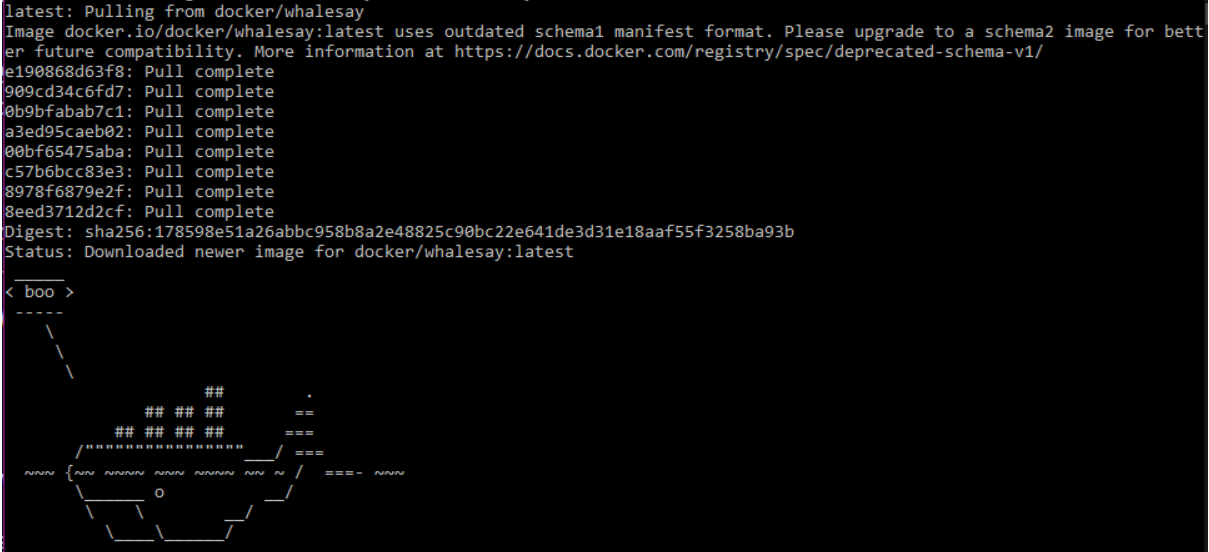 latest: Pulling from docker/whalesay
Image docker.io/docker/whalesay:latest uses outdated schema1 manifest format. Please upgrade to a schema2 image for bett
er future compatibility. More information at https://docs.docker.com/registry/spec/deprecated-schema-v1/
e190868d63f8: Pull complete
909cd34c6fd7: Pull complete
0b9bfabab7c1: Pull complete
a3ed95caeb02: Pull complete
00bf65475aba: Pull complete
c57b6bcc83e3: Pull complete
8978f6879e2f: Pull complete
8eed3712d2cf: Pull complete
Digest: sha256:178598e51a26abbc958b8a2e48825c90bc22e641de3d31e18aaf55f3258ba93b
Status: Downloaded newer image for docker/whalesay:latest
 _____
< boo >
 -----
    \
     \
      \
                    ##        .
              ## ## ##       ==
           ## ## ## ##      ===
       /""""""""""""""""___/ ===
  ~~~ {~~ ~~~~ ~~~ ~~~~ ~~ ~ /  ===- ~~~
       \______ o          __/
        \    \        __/
          \____\______/